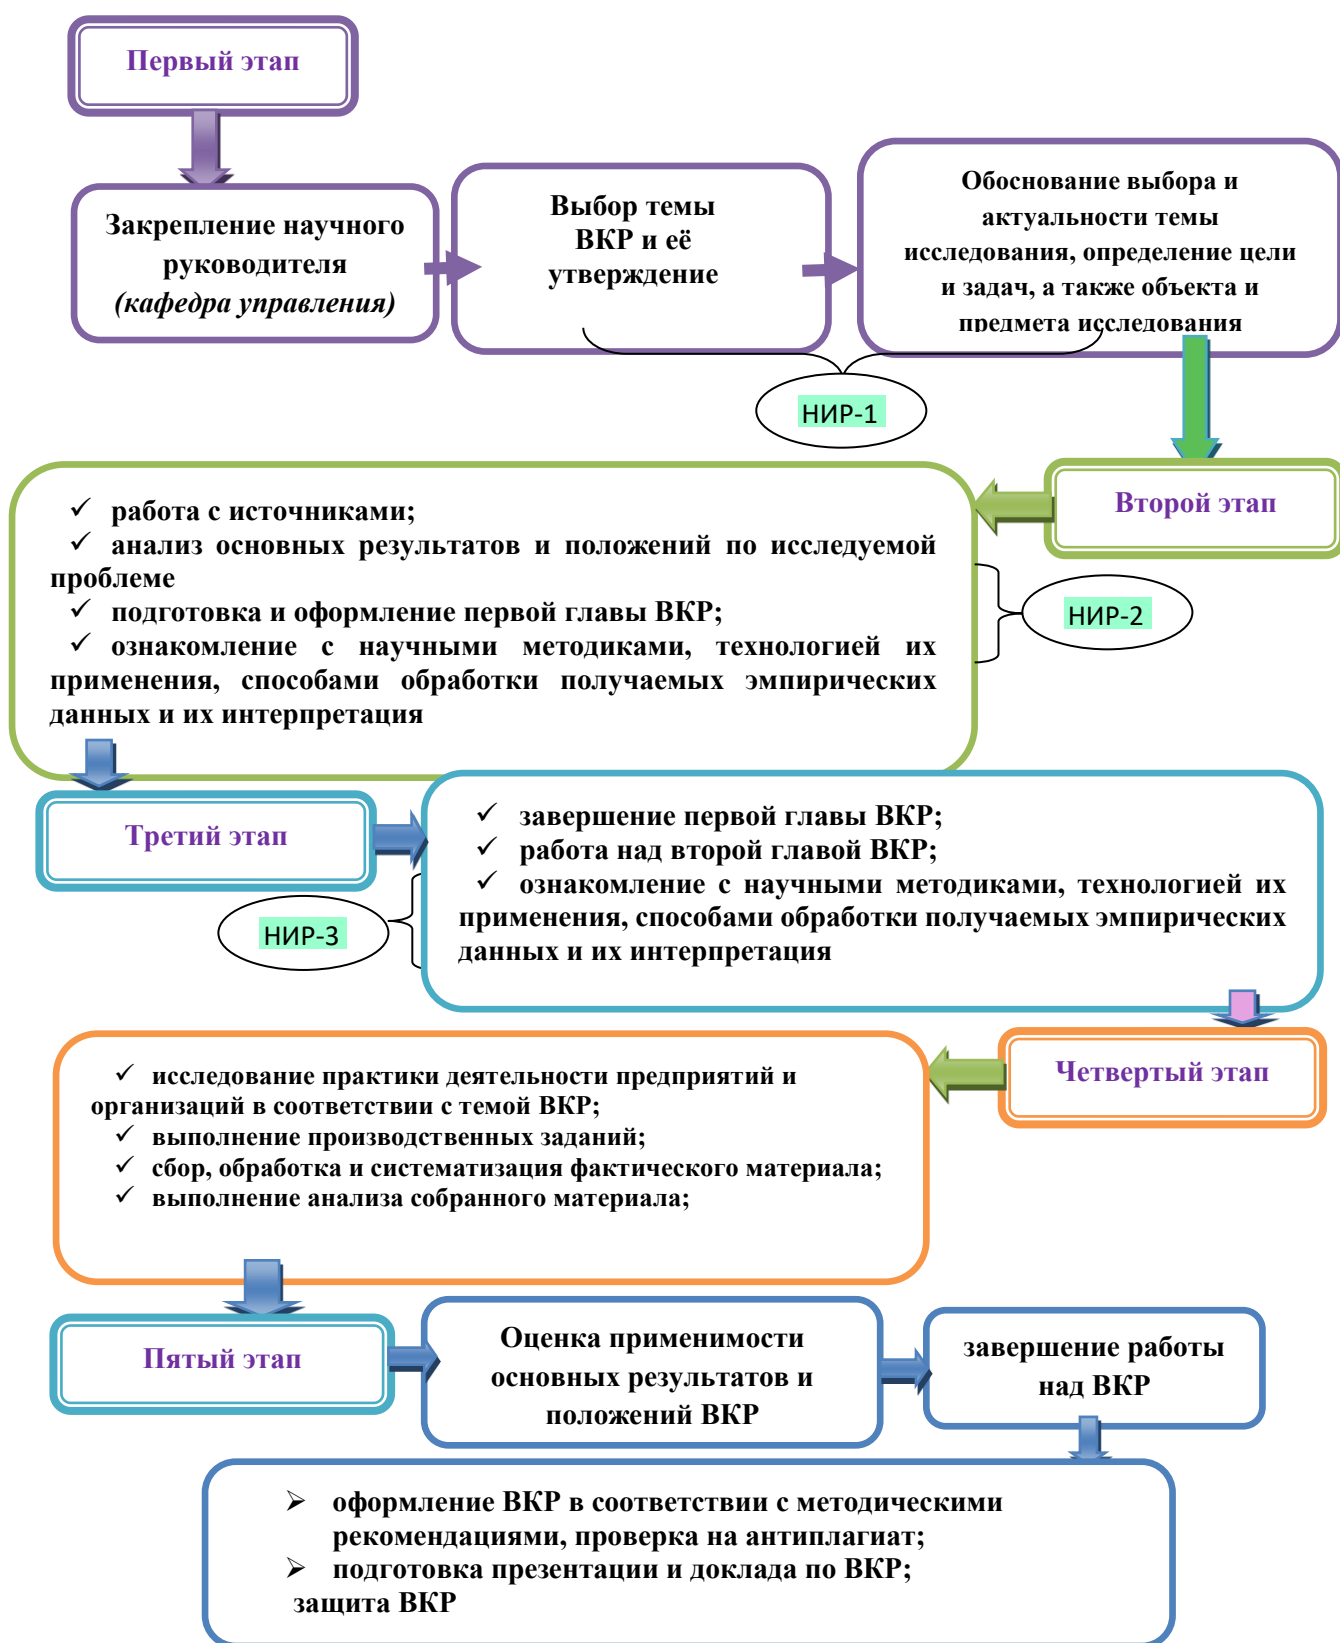 Первый этап
Закрепление научного
руководителя
(кафедра управления)
Выбор темы
ВКР и её
утверждение
Обоснование выбора и
актуальности темы
исследования, определение цели
и задач, а также объекта и
предмета исследования
НИР-1
Второй этап
✓ работа с источниками;
✓ анализ основных результатов и положений по исследуемой
проблеме
✓ подготовка и оформление первой главы ВКР;
✓ ознакомление с научными методиками, технологией их
применения, способами обработки получаемых эмпирических
данных и их интерпретация
НИР-2
Третий этап
✓ завершение первой главы ВКР;
✓ работа над второй главой ВКР;
✓ ознакомление с научными методиками, технологией их
применения, способами обработки получаемых эмпирических
данных и их интерпретация
НИР-3
Четвертый этап
✓ исследование практики деятельности предприятий и
организаций в соответствии с темой ВКР;
✓ выполнение производственных заданий;
✓ сбор, обработка и систематизация фактического материала;
✓ выполнение анализа собранного материала;
Пятый этап
Оценка применимости
основных результатов и
положений ВКР
завершение работы
над ВКР
➢ оформление ВКР в соответствии с методическими
рекомендациями, проверка на антиплагиат;
➢ подготовка презентации и доклада по ВКР;
защита ВКР